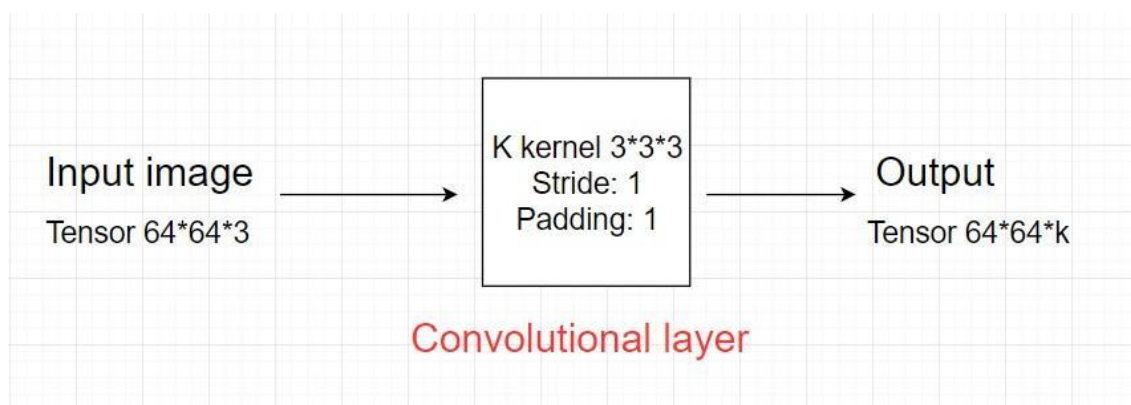 Input image
Tensor 64*64*3
K kernel 3*3*3
Stride: 1
Padding: 1
Output
Tensor 64*64*k
Convolutional layer